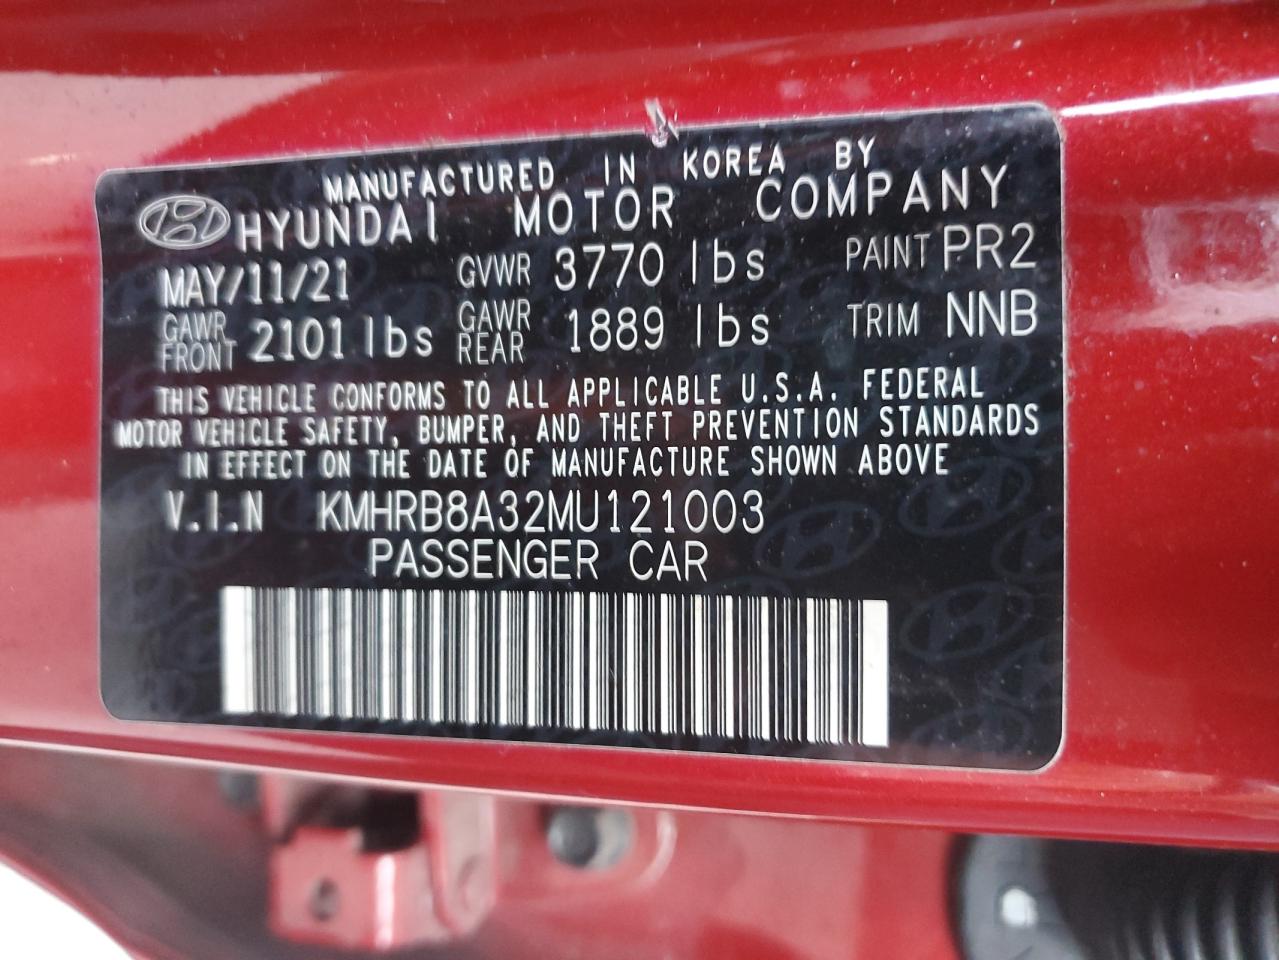 MANUFACTURED IN KOREA BY
HYUNDAI MOTOR COMPANY
MAY/11/21 GVWR 3770 lbs PAINT PR2
GAWR FRONT 2101 lbs GAWR REAR 1889 lbs TRIM NNB
THIS VEHICLE CONFORMS TO ALL APPLICABLE U.S.A. FEDERAL
MOTOR VEHICLE SAFETY, BUMPER, AND THEFT PREVENTION STANDARDS
IN EFFECT ON THE DATE OF MANUFACTURE SHOWN ABOVE
V.I.N KMHRB8A32MU121003
PASSENGER CAR